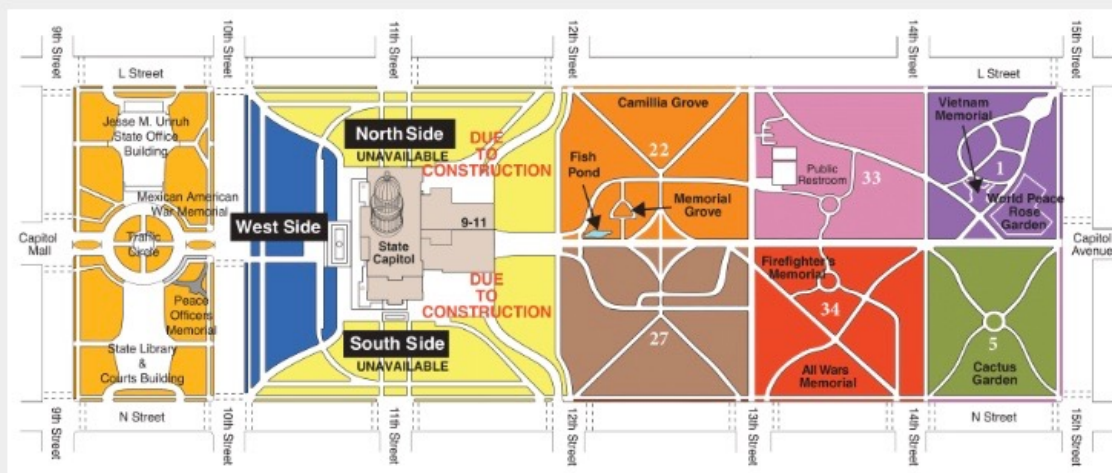 9th Street
10th Street
11th Street
12th Street
14th Street
15th Street
L Street
L Street
Jesse M. Unruh
State Office
Building
Mexican American
War Memorial
Capitol
Mall
Traffic
Circle
Peace
Officers
Memorial
State Library
&
Courts Building
North Side
UNAVAILABLE
DUE
TO
CONSTRUCTION
West Side
9-11
State
Capitol
DUE
TO
CONSTRUCTION
South Side
UNAVAILABLE
Camillia Grove
22
Fish
Pond
Memorial
Grove
27
Public
Restroom
33
Firefighter's
Memorial
34
All Wars
Memorial
Vietnam
Memorial
1
World Peace
Rose
Garden
Capitol
Avenue
5
Cactus
Garden
N Street
N Street
9th Street
10th Street
11th Street
12th Street
13th Street
14th Street
15th Street